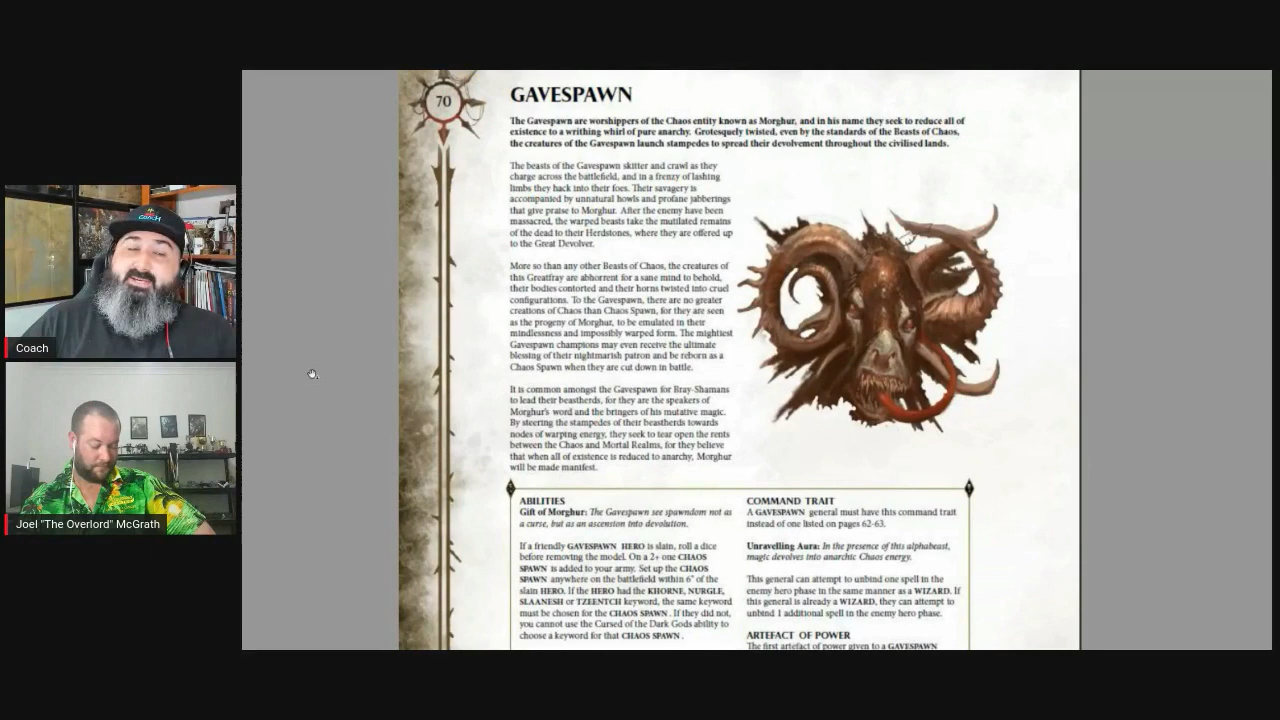 70
GAVESPAWN
The Gavespawn are worshippers of the Chaos entity known as Morghur, and in his name they seek to reduce all of
existence to a writhing whirl of pure anarchy. Grotesquely twisted, even by the standards of the Beasts of Chaos,
the creatures of the Gavespawn launch stampedes to spread their devolvement throughout the civilised lands.
The beasts of the Gavespawn skitter and crawl as they
charge across the battlefield, and in a frenzy of lashing
limbs they hack into their foes. Their savagery is
accompanied by unnatural howls and profane jabberings
that give praise to Morghur. After the enemy have been
massacred, the warped beasts take the mutilated remains
of the dead to their Herdstones, where they are offered up
to the Great Devolver.
More so than any other Beasts of Chaos, the creatures of
this Greatfray are abhorrent for a sane mind to behold,
their bodies contorted and their horns twisted into cruel
configurations. To the Gavespawn, there are no greater
creations of Chaos than Chaos Spawn, for they are seen
as the progeny of Morghur, to be emulated in their
mindlessness and impossibly warped form. The mightiest
Gavespawn champions may even receive the ultimate
blessing of their nightmarish patron and be reborn as a
Chaos Spawn when they are cut down in battle.
It is common amongst the Gavespawn for Bray-Shamans
to lead their beastherds, for they are the speakers of
Morghur's word and the bringers of his mutative magic.
By steering the stampedes of their beastherds towards
nodes of warping energy, they seek to tear open the rents
between the Chaos and Mortal Realms, for they believe
that when all of existence is reduced to anarchy, Morghur
will be made manifest.
ABILITIES
Gift of Morghur: The Gavespawn see spawndom not as
a curse, but as an ascension into devolution.
If a friendly GAVESPAWN HERO is slain, roll a dice
before removing the model. On a 2+ one CHAOS
SPAWN is added to your army. Set up the CHAOS
SPAWN anywhere on the battlefield within 6" of the
slain HERO. If the HERO had the KHORNE, NURGLE,
SLAANESH or TZEENTCH keyword, the same keyword
must be chosen for the CHAOS SPAWN. If they did not,
you cannot use the Cursed of the Dark Gods ability to
choose a keyword for that CHAOS SPAWN.
COMMAND TRAIT
A GAVESPAWN general must have this command trait
instead of one listed on pages 62-63.
Unravelling Aura: In the presence of this alphabeast,
magic devolves into anarchic Chaos energy.
This general can attempt to unbind one spell in the
enemy hero phase in the same manner as a WIZARD. If
this general is already a WIZARD, they can attempt to
unbind 1 additional spell in the enemy hero phase.
ARTEFACT OF POWER
The first artefact of power given to a GAVESPAWN
COACH
Coach
Joel "The Overlord" McGrath